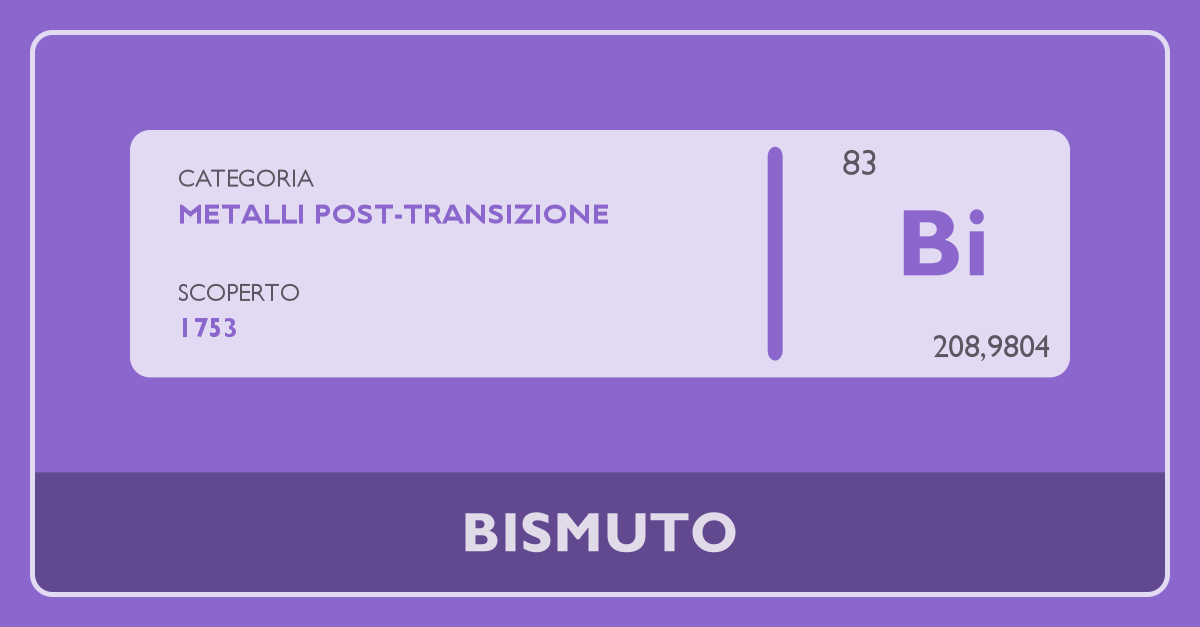 CATEGORIA
METALLI POST-TRANSIZIONE
SCOPERTO
1753
83
Bi
208,9804
BISMUTO